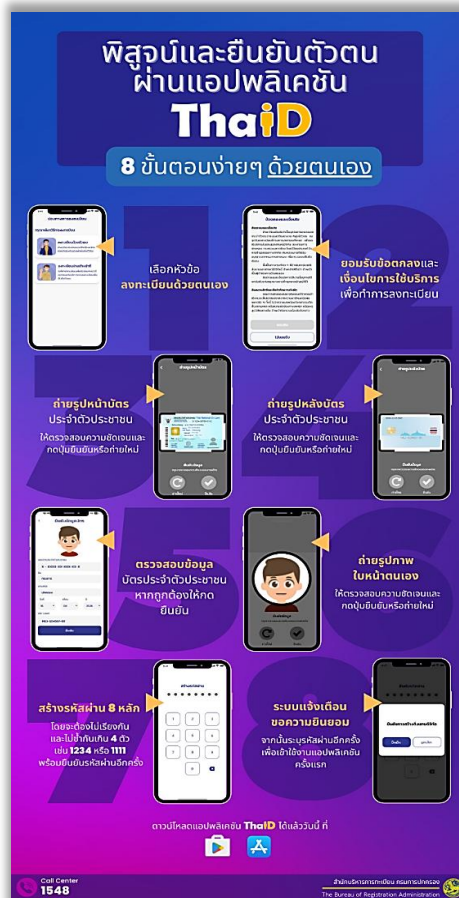 พิสูจน์และยืนยันตัวตน
ผ่านแอปพลิเคชัน
ThaiD
8 ขั้นตอนง่ายๆ ด้วยตนเอง
1
เลือกหัวข้อ
ลงทะเบียนด้วยตนเอง
2
ยอมรับข้อตกลงและ
เงื่อนไขการใช้บริการ
เพื่อทำการลงทะเบียน
3
ถ่ายรูปหน้าบัตร
ประจำตัวประชาชน
ให้ตรวจสอบความชัดเจนและ
กดปุ่มยืนยันหรือถ่ายใหม่
4
ถ่ายรูปหลังบัตร
ประจำตัวประชาชน
ให้ตรวจสอบความชัดเจนและ
กดปุ่มยืนยันหรือถ่ายใหม่
5
ตรวจสอบข้อมูล
บัตรประจำตัวประชาชน
หากถูกต้องให้กด
ยืนยัน
6
ถ่ายรูปภาพ
ใบหน้าตนเอง
ให้ตรวจสอบความชัดเจนและ
กดปุ่มยืนยันหรือถ่ายใหม่
7
สร้างรหัสผ่าน 8 หลัก
โดยจะต้องไม่เรียงกัน
และไม่ซ้ำกันเกิน 4 ตัว
เช่น 1234 หรือ 1111
พร้อมยืนยันรหัสผ่านอีกครั้ง
8
ระบบแจ้งเตือน
ขอความยินยอม
จากนั้นระบุรหัสผ่านอีกครั้ง
เพื่อเข้าใช้งานแอปพลิเคชัน
ครั้งแรก
ดาวน์โหลดแอปพลิเคชัน ThaID ได้แล้ววันนี้ ที่
Call Center
1548
สำนักบริหารการทะเบียน กรมการปกครอง
The Bureau of Registration Administration